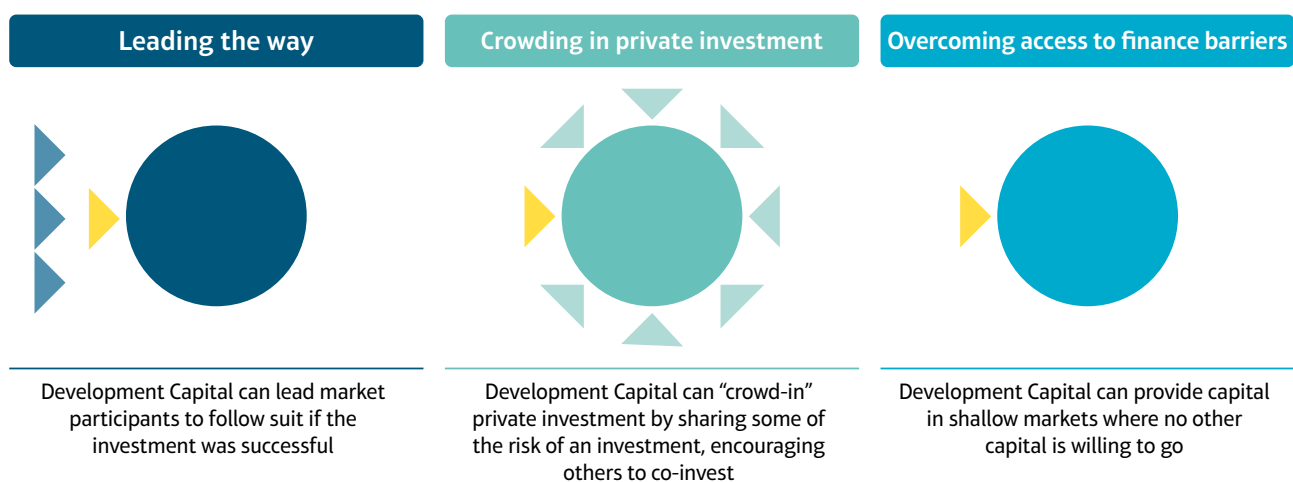 Leading the way
Crowding in private investment
Overcoming access to finance barriers
Development Capital can lead market
participants to follow suit if the
investment was successful
Development Capital can “crowd-in”
private investment by sharing some of
the risk of an investment, encouraging
others to co-invest
Development Capital can provide capital
in shallow markets where no other
capital is willing to go